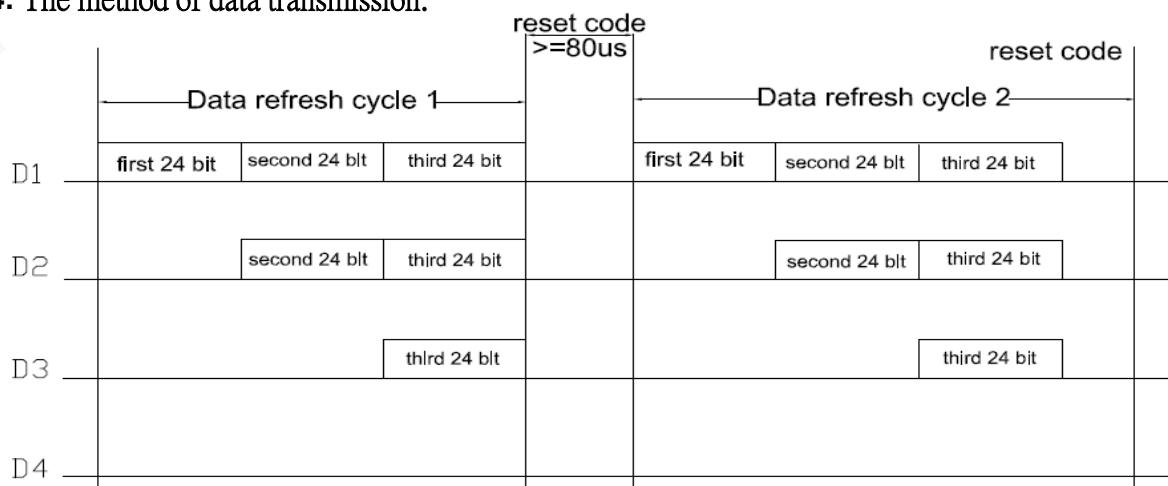 The method of data transmission.
reset code
>=80us
reset code
Data refresh cycle 1
Data refresh cycle 2
D1
first 24 bit
second 24 blt
third 24 bit
first 24 bit
second 24 blt
third 24 bit
D2
second 24 blt
third 24 bit
second 24 blt
third 24 bit
D3
thlrd 24 blt
third 24 bit
D4